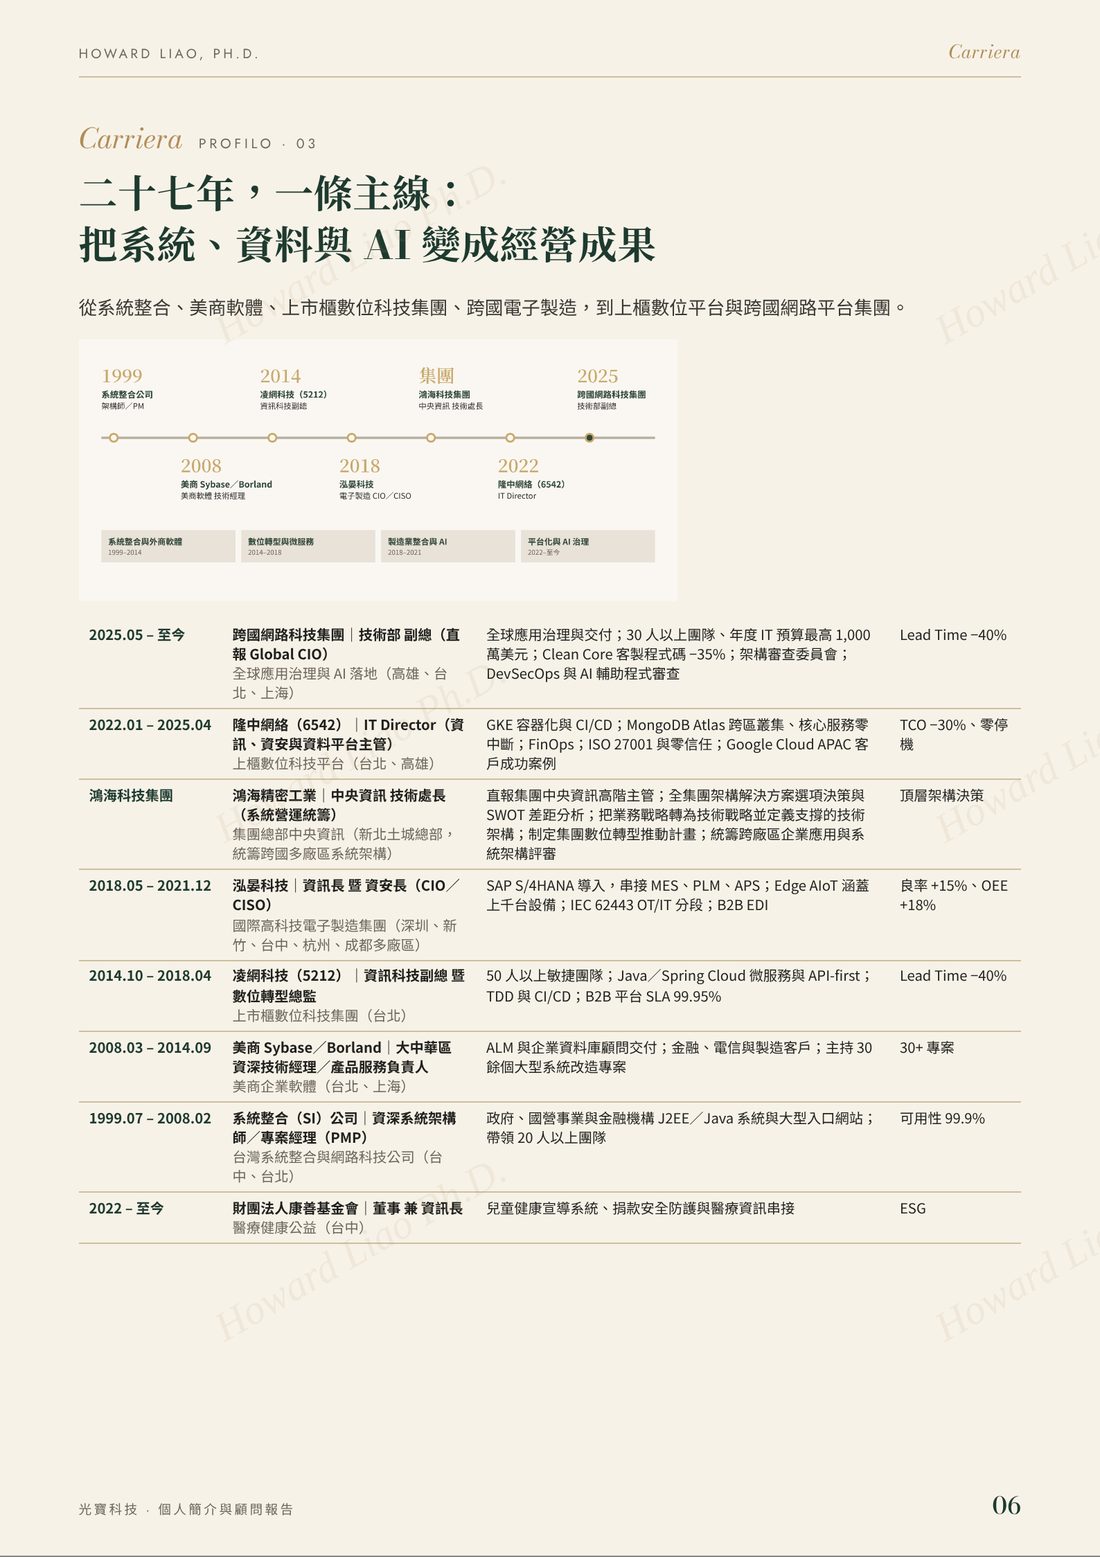 HOWARD LIAO, PH.D.
Carriera
Carriera PROFILO · 03
二十七年，一條主線：
把系統、資料與 AI 變成經營成果
從系統整合、美商軟體、上市櫃數位科技集團、跨國電子製造，到上櫃數位平台與跨國網路平台集團。
1999
系統整合公司
架構師／PM
2014
凌網科技（5212）
資訊科技副總
集團
鴻海科技集團
中央資訊 技術處長
2025
跨國網路科技集團
技術部副總
2008
美商 Sybase／Borland
美商軟體 技術經理
2018
泓晏科技
電子製造 CIO／CISO
2022
隆中網絡（6542）
IT Director
系統整合與外商軟體
1999–2014
數位轉型與微服務
2014–2018
製造業整合與 AI
2018–2021
平台化與 AI 治理
2022–至今
2025.05 – 至今
跨國網路科技集團｜技術部 副總（直
報 Global CIO）
全球應用治理與 AI 落地（高雄、台
北、上海）
全球應用治理與交付；30 人以上團隊、年度 IT 預算最高 1,000
萬美元；Clean Core 客製程式碼 −35%；架構審查委員會；
DevSecOps 與 AI 輔助程式審查
Lead Time −40%
2022.01 – 2025.04
隆中網絡（6542）｜IT Director（資
訊、資安與資料平台主管）
上櫃數位科技平台（台北、高雄）
GKE 容器化與 CI/CD；MongoDB Atlas 跨區叢集、核心服務零
中斷；FinOps；ISO 27001 與零信任；Google Cloud APAC 客
戶成功案例
TCO −30%、零停
機
鴻海科技集團
鴻海精密工業｜中央資訊 技術處長
（系統營運統籌）
集團總部中央資訊（新北土城總部，
統籌跨國多廠區系統架構）
直報集團中央資訊高階主管；全集團架構解決方案選項決策與
SWOT 差距分析；把業務戰略轉為技術戰略並定義支撐的技術
架構；制定集團數位轉型推動計畫；統籌跨廠區企業應用與系
統架構評審
頂層架構決策
2018.05 – 2021.12
泓晏科技｜資訊長 暨 資安長（CIO／
CISO）
國際高科技電子製造集團（深圳、新
竹、台中、杭州、成都多廠區）
SAP S/4HANA 導入，串接 MES、PLM、APS；Edge AIoT 涵蓋
上千台設備；IEC 62443 OT/IT 分段；B2B EDI
良率 +15%、OEE
+18%
2014.10 – 2018.04
凌網科技（5212）｜資訊科技副總 暨
數位轉型總監
上市櫃數位科技集團（台北）
50 人以上敏捷團隊；Java／Spring Cloud 微服務與 API-first；
TDD 與 CI/CD；B2B 平台 SLA 99.95%
Lead Time −40%
2008.03 – 2014.09
美商 Sybase／Borland｜大中華區
資深技術經理／產品服務負責人
美商企業軟體（台北、上海）
ALM 與企業資料庫顧問交付；金融、電信與製造客戶；主持 30
餘個大型系統改造專案
30+ 專案
1999.07 – 2008.02
系統整合（SI）公司｜資深系統架構
師／專案經理（PMP）
台灣系統整合與網路科技公司（台
中、台北）
政府、國營事業與金融機構 J2EE／Java 系統與大型入口網站；
帶領 20 人以上團隊
可用性 99.9%
2022 – 至今
財團法人康善基金會｜董事 兼 資訊長
醫療健康公益（台中）
兒童健康宣導系統、捐款安全防護與醫療資訊串接
ESG
Howard Liao Ph.D.
Howard Lia
Howard Liao Ph.D.
Howard Lia
Howard Liao Ph.D.
Howard Lia
光寶科技 · 個人簡介與顧問報告
06